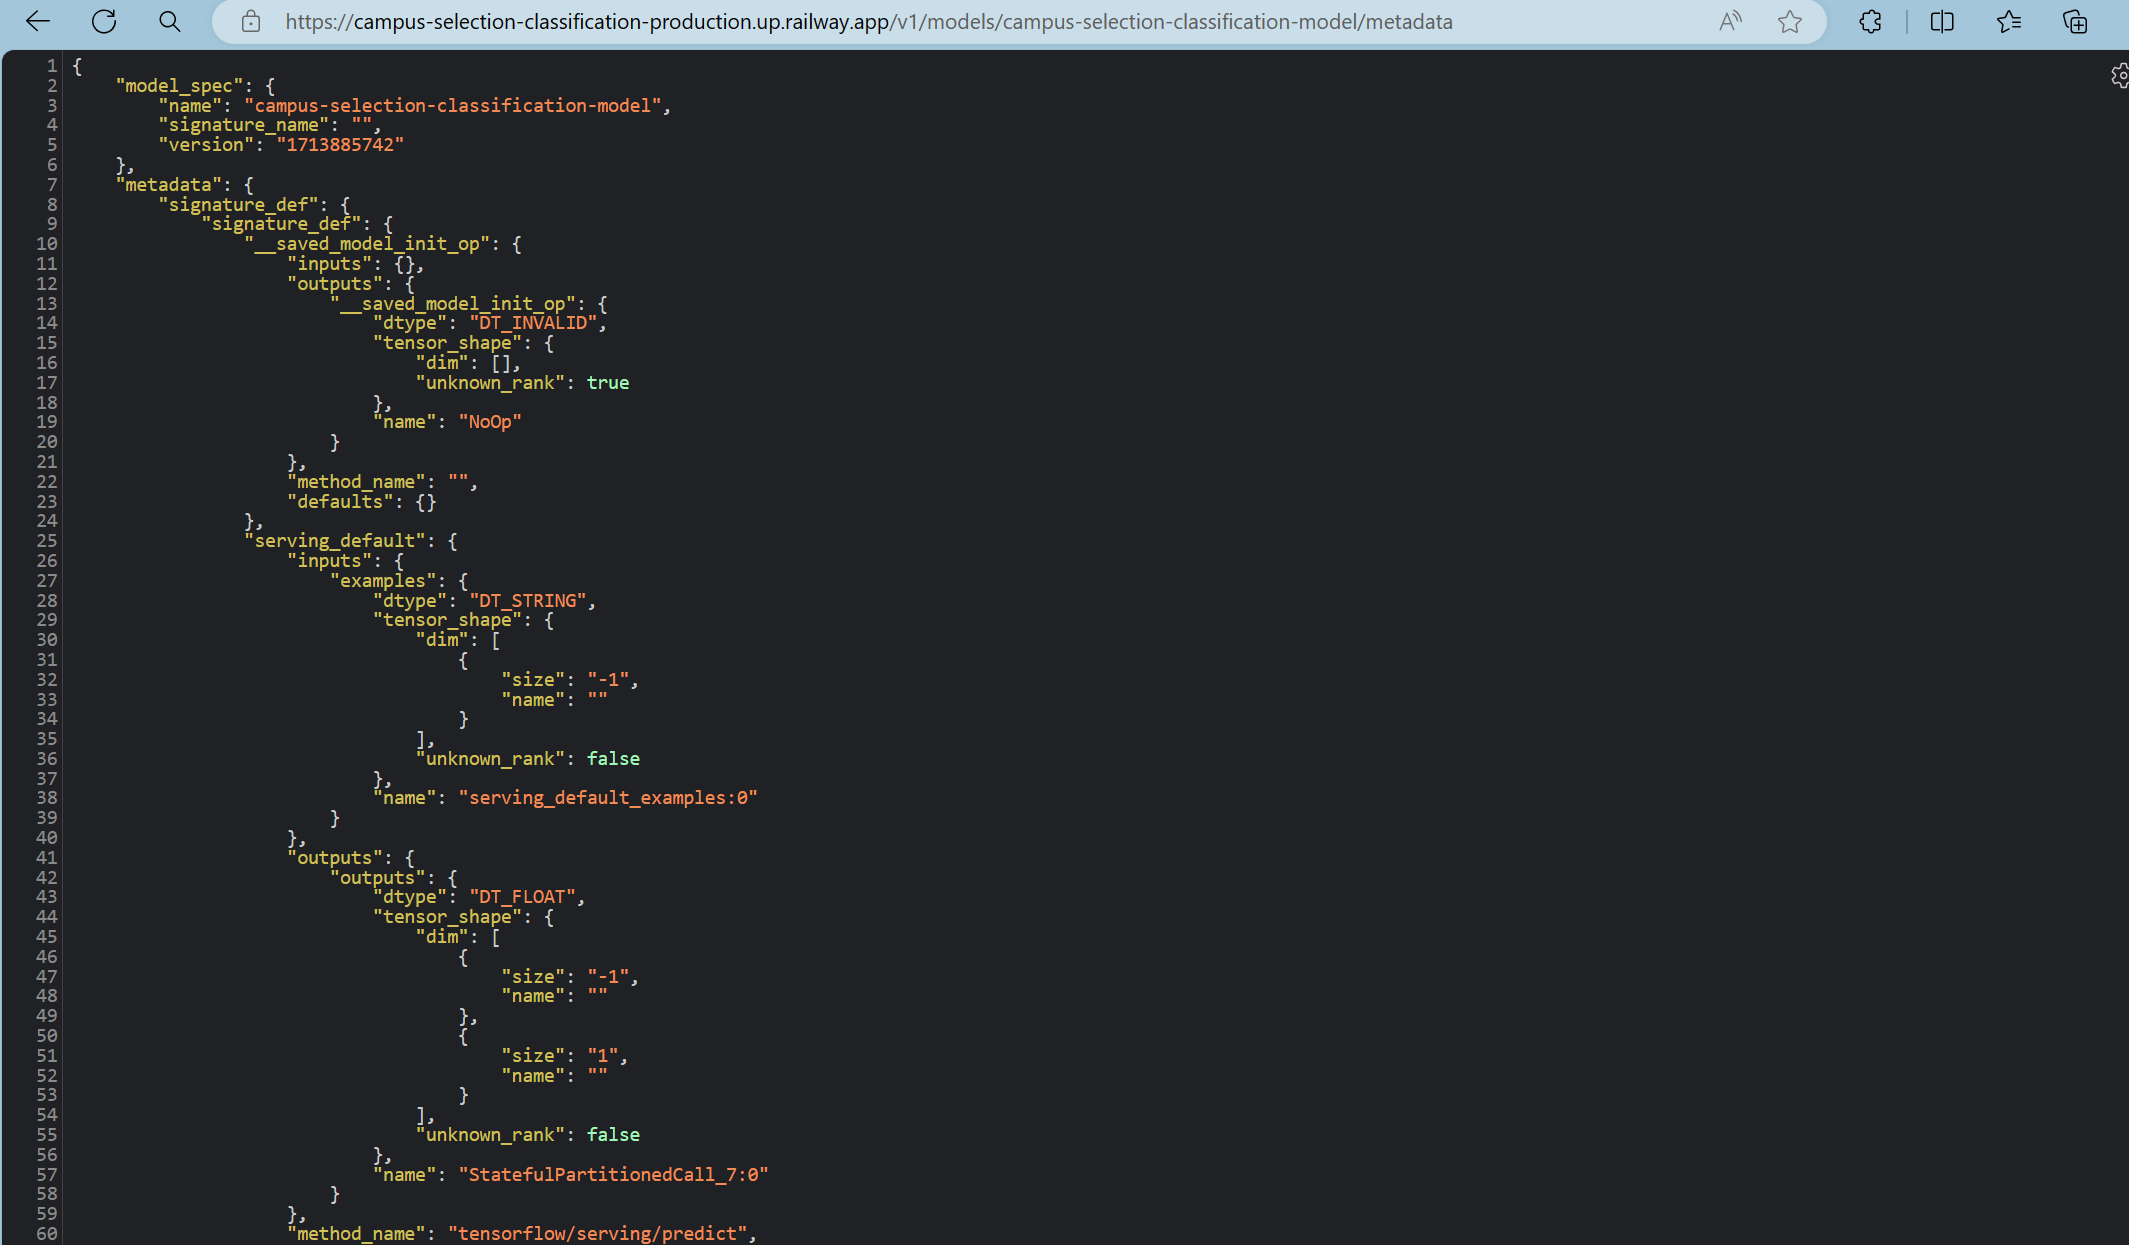 https://campus-selection-classification-production.up.railway.app/v1/models/campus-selection-classification-model/metadata
1 {
2     "model_spec": {
3         "name": "campus-selection-classification-model",
4         "signature_name": "",
5         "version": "1713885742"
6     },
7     "metadata": {
8         "signature_def": {
9             "signature_def": {
10                 "__saved_model_init_op": {
11                     "inputs": {},
12                     "outputs": {
13                         "__saved_model_init_op": {
14                             "dtype": "DT_INVALID",
15                             "tensor_shape": {
16                                 "dim": [],
17                                 "unknown_rank": true
18                             },
19                             "name": "NoOp"
20                         }
21                     },
22                     "method_name": "",
23                     "defaults": {}
24                 },
25                 "serving_default": {
26                     "inputs": {
27                         "examples": {
28                             "dtype": "DT_STRING",
29                             "tensor_shape": {
30                                 "dim": [
31                                     {
32                                         "size": "-1",
33                                         "name": ""
34                                     }
35                                 ],
36                                 "unknown_rank": false
37                             },
38                             "name": "serving_default_examples:0"
39                         }
40                     },
41                     "outputs": {
42                         "outputs": {
43                             "dtype": "DT_FLOAT",
44                             "tensor_shape": {
45                                 "dim": [
46                                     {
47                                         "size": "-1",
48                                         "name": ""
49                                     },
50                                     {
51                                         "size": "1",
52                                         "name": ""
53                                     }
54                                 ],
55                                 "unknown_rank": false
56                             },
57                             "name": "StatefulPartitionedCall_7:0"
58                         }
59                     },
60                     "method_name": "tensorflow/serving/predict",